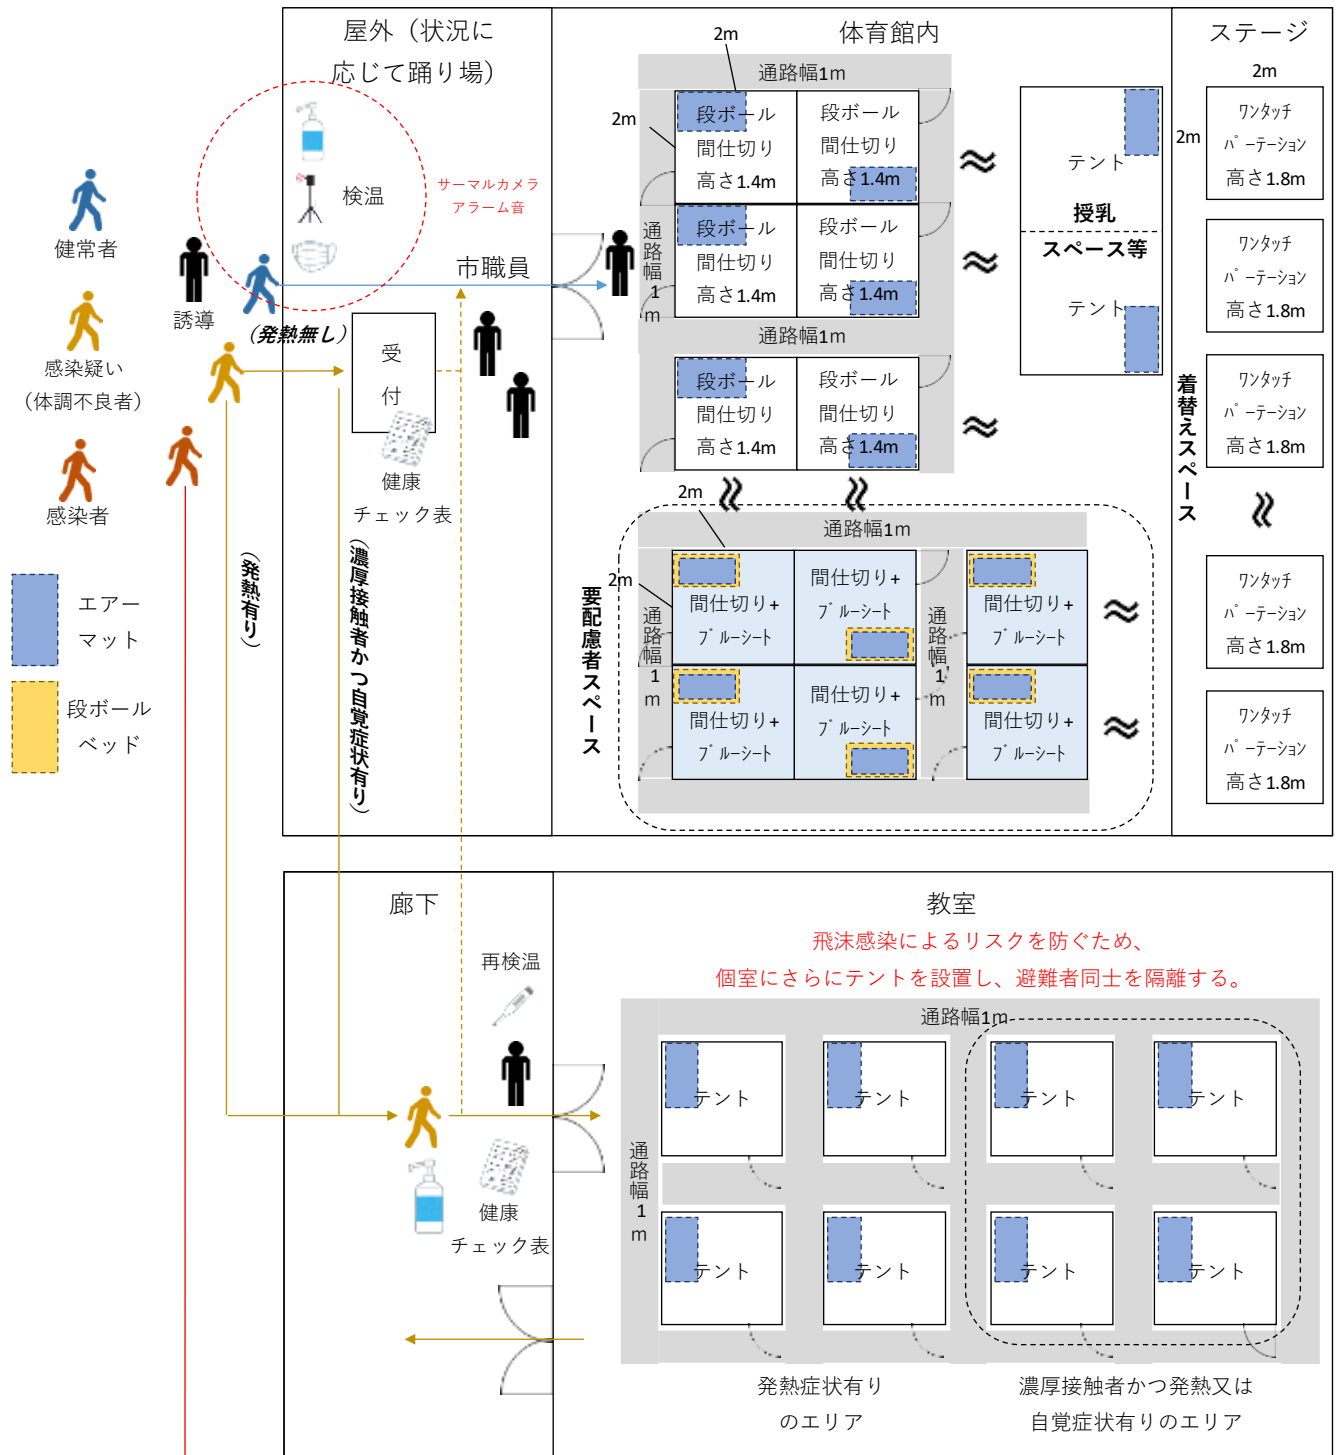 屋外（状況に
応じて踊り場）
検温
サーマルカメラ
アラーム音
健常者
誘導
市職員
(発熱無し)
感染疑い
（体調不良者）
受
付
感染者
健康
チェック表
(発熱有り)
(濃厚接触者かつ自覚症状有り)
エアー
マット
段ボール
ベッド
体育館内
2m
通路幅1m
2m
段ボール
間仕切り
高さ1.4m
段ボール
間仕切り
高さ1.4m
通路幅1m
段ボール
間仕切り
高さ1.4m
段ボール
間仕切り
高さ1.4m
通路幅1m
段ボール
間仕切り
高さ1.4m
段ボール
間仕切り
高さ1.4m
テント
授乳
スペース等
テント
2m
通路幅1m
2m
要配慮者スペース
通路幅1m
間仕切り+
ﾌﾞﾙｰｼｰﾄ
間仕切り+
ﾌﾞﾙｰｼｰﾄ
通路幅1m
間仕切り+
ﾌﾞﾙｰｼｰﾄ
間仕切り+
ﾌﾞﾙｰｼｰﾄ
間仕切り+
ﾌﾞﾙｰｼｰﾄ
間仕切り+
ﾌﾞﾙｰｼｰﾄ
ステージ
2m
2m
ﾜﾝﾀｯﾁ
ﾊﾟｰﾃｰｼｮﾝ
高さ1.8m
ﾜﾝﾀｯﾁ
ﾊﾟｰﾃｰｼｮﾝ
高さ1.8m
着替えスペース
ﾜﾝﾀｯﾁ
ﾊﾟｰﾃｰｼｮﾝ
高さ1.8m
ﾜﾝﾀｯﾁ
ﾊﾟｰﾃｰｼｮﾝ
高さ1.8m
ﾜﾝﾀｯﾁ
ﾊﾟｰﾃｰｼｮﾝ
高さ1.8m
廊下
再検温
健康
チェック表
教室
飛沫感染によるリスクを防ぐため、
個室にさらにテントを設置し、避難者同士を隔離する。
通路幅1m
通路幅1m
テント
テント
テント
テント
テント
テント
テント
テント
発熱症状有り
のエリア
濃厚接触者かつ発熱又は
自覚症状有りのエリア